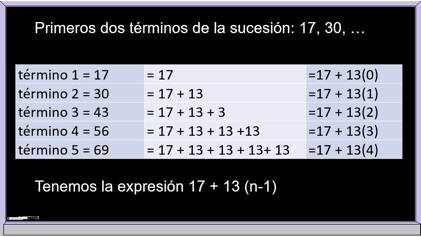 Primeros dos términos de la sucesión: 17, 30, …
término 1 = 17 = 17 =17 + 13(0)
término 2 = 30 = 17 + 13 =17 + 13(1)
término 3 = 43 = 17 + 13 + 3 =17 + 13(2)
término 4 = 56 = 17 + 13 + 13 +13 =17 + 13(3)
término 5 = 69 = 17 + 13 + 13 + 13+ 13 =17 + 13(4)
Tenemos la expresión 17 + 13 (n-1)